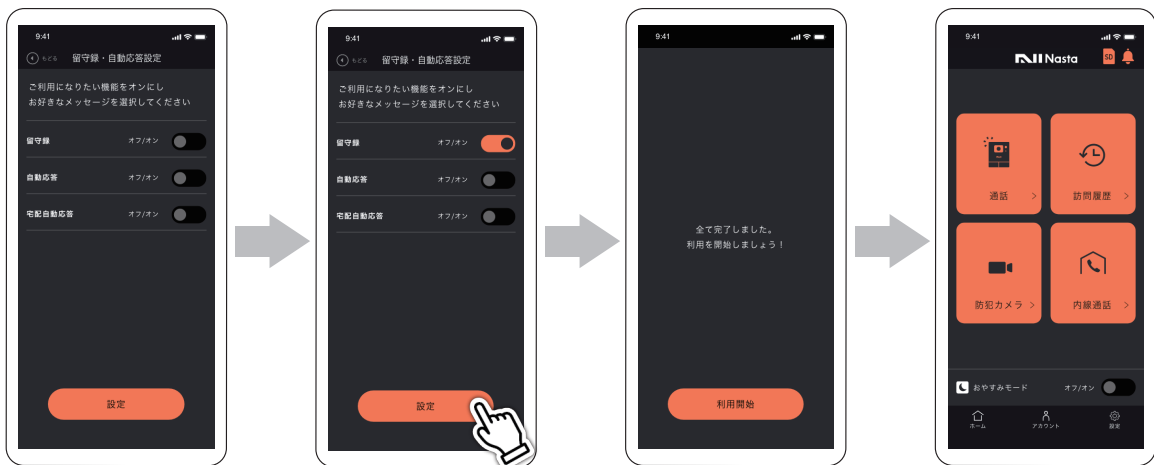 9:41
もどる 留守録・自動応答設定
ご利用になりたい機能をオンにし
お好きなメッセージを選択してください
留守録 オフ/オン
自動応答 オフ/オン
宅配自動応答 オフ/オン
設定
9:41
もどる 留守録・自動応答設定
ご利用になりたい機能をオンにし
お好きなメッセージを選択してください
留守録 オフ/オン
自動応答 オフ/オン
宅配自動応答 オフ/オン
設定
9:41
全て完了しました。
利用を開始しましょう！
利用開始
9:41
Nasta SD
通話 > 訪問履歴 >
防犯カメラ > 内線通話 >
おやすみモード オフ/オン
ホーム アカウント 設定